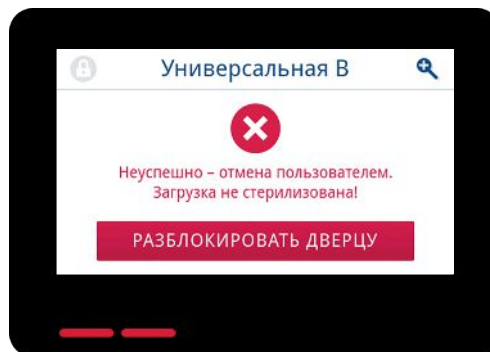 Универсальная B
Неуспешно – отмена пользователем.
Загрузка не стерилизована!
РАЗБЛОКИРОВАТЬ ДВЕРЦУ